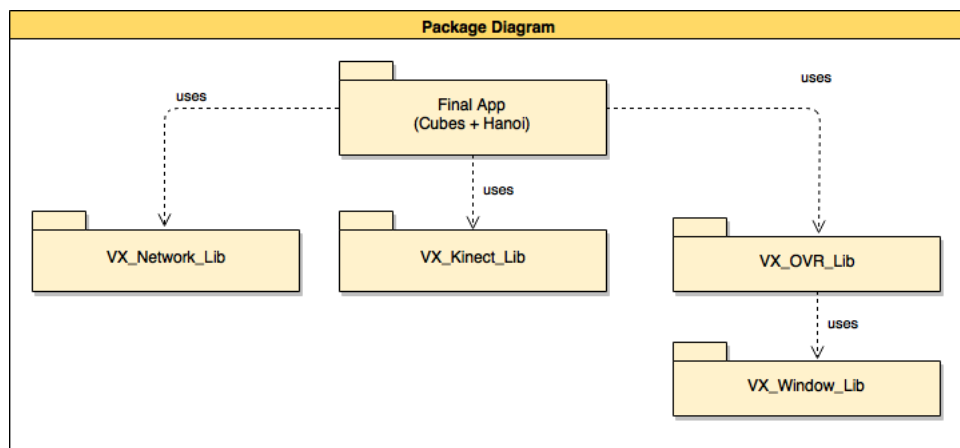 Package Diagram
uses
Final App
(Cubes + Hanoi)
uses
uses
VX_Network_Lib
VX_Kinect_Lib
VX_OVR_Lib
uses
VX_Window_Lib